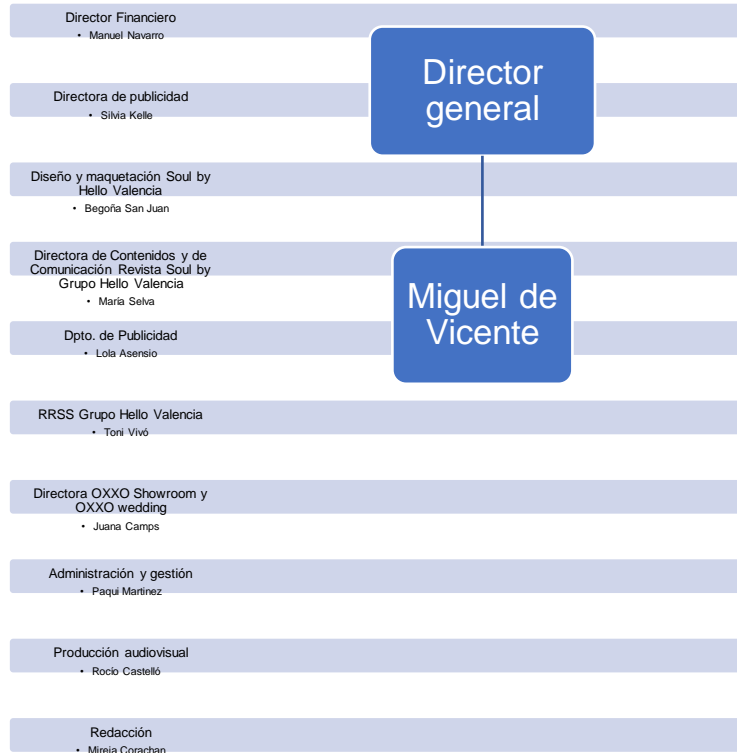 Director Financiero
• Manuel Navarro
Directora de publicidad
• Silvia Kelle
Diseño y maquetación Soul by
Hello Valencia
• Begoña San Juan
Directora de Contenidos y de
Comunicación Revista Soul by
Grupo Hello Valencia
• María Selva
Dpto. de Publicidad
• Lola Asensio
RRSS Grupo Hello Valencia
• Toni Vivó
Directora OXXO Showroom y
OXXO wedding
• Juana Camps
Administración y gestión
• Paqui Martinez
Producción audiovisual
• Rocío Castelló
Redacción
• Mireia Corachan
Director
general
Miguel de
Vicente